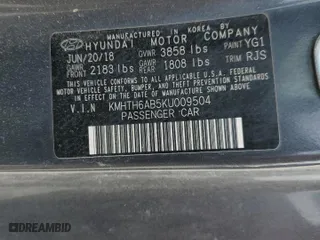 MANUFACTURED IN KOREA BY
HYUNDAI MOTOR COMPANY
JUN/20/18 GVWR 3858 lbs PAINT YG1
GAWR FRONT 2183 lbs GAWR REAR 1808 lbs TRIM RJS
THIS VEHICLE CONFORMS TO ALL APPLICABLE FEDERAL
MOTOR VEHICLE SAFETY, BUMPER, AND THEFT PREVENTION
STANDARDS IN EFFECT ON THE DATE OF MANUFACTURE SHOWN ABOVE.
V.I.N KMHTH6AB5KU009504
PASSENGER CAR
DREAMBID